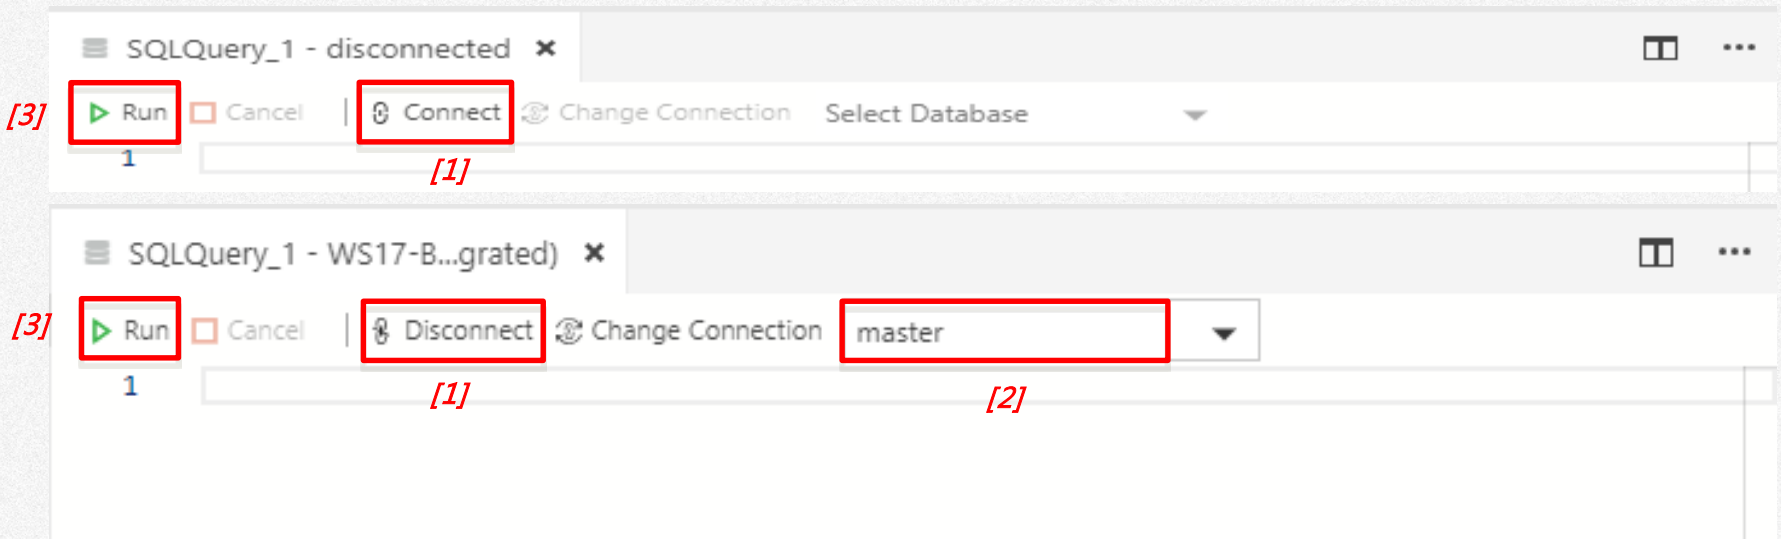 SQLQuery_1 - disconnected
[3] Run Cancel Connect Change Connection Select Database
1
[1]
SQLQuery_1 - WS17-B...grated)
[3] Run Cancel Disconnect Change Connection master
1
[1] [2]